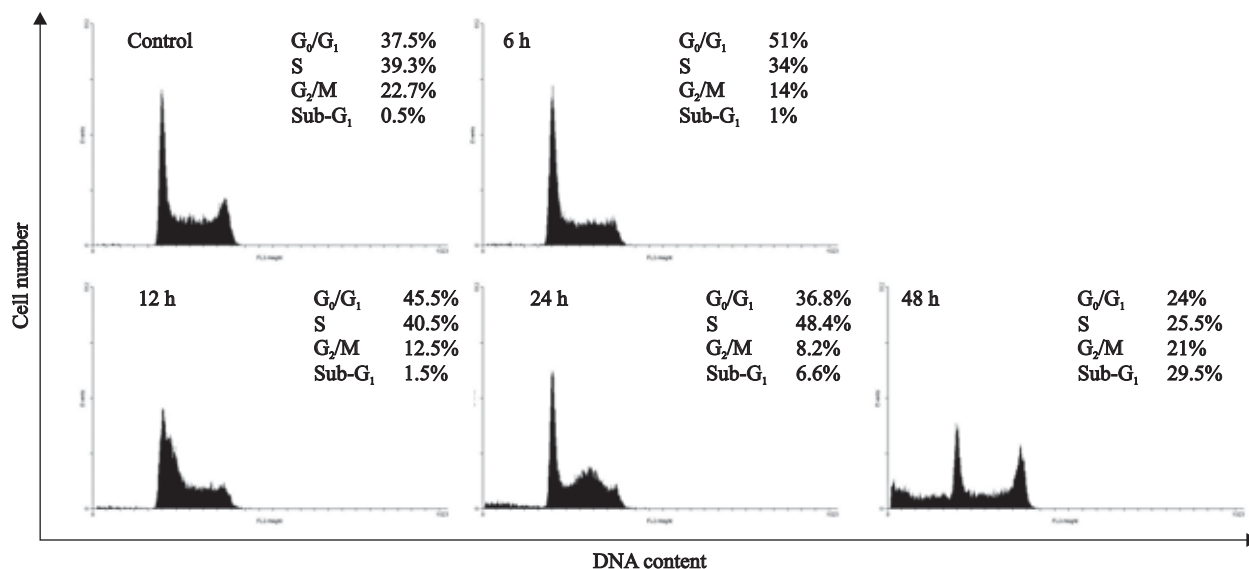 Control
G₀/G₁ 37.5%
S 39.3%
G₂/M 22.7%
Sub-G₁ 0.5%
6 h
G₀/G₁ 51%
S 34%
G₂/M 14%
Sub-G₁ 1%
12 h
G₀/G₁ 45.5%
S 40.5%
G₂/M 12.5%
Sub-G₁ 1.5%
24 h
G₀/G₁ 36.8%
S 48.4%
G₂/M 8.2%
Sub-G₁ 6.6%
48 h
G₀/G₁ 24%
S 25.5%
G₂/M 21%
Sub-G₁ 29.5%
Cell number
DNA content